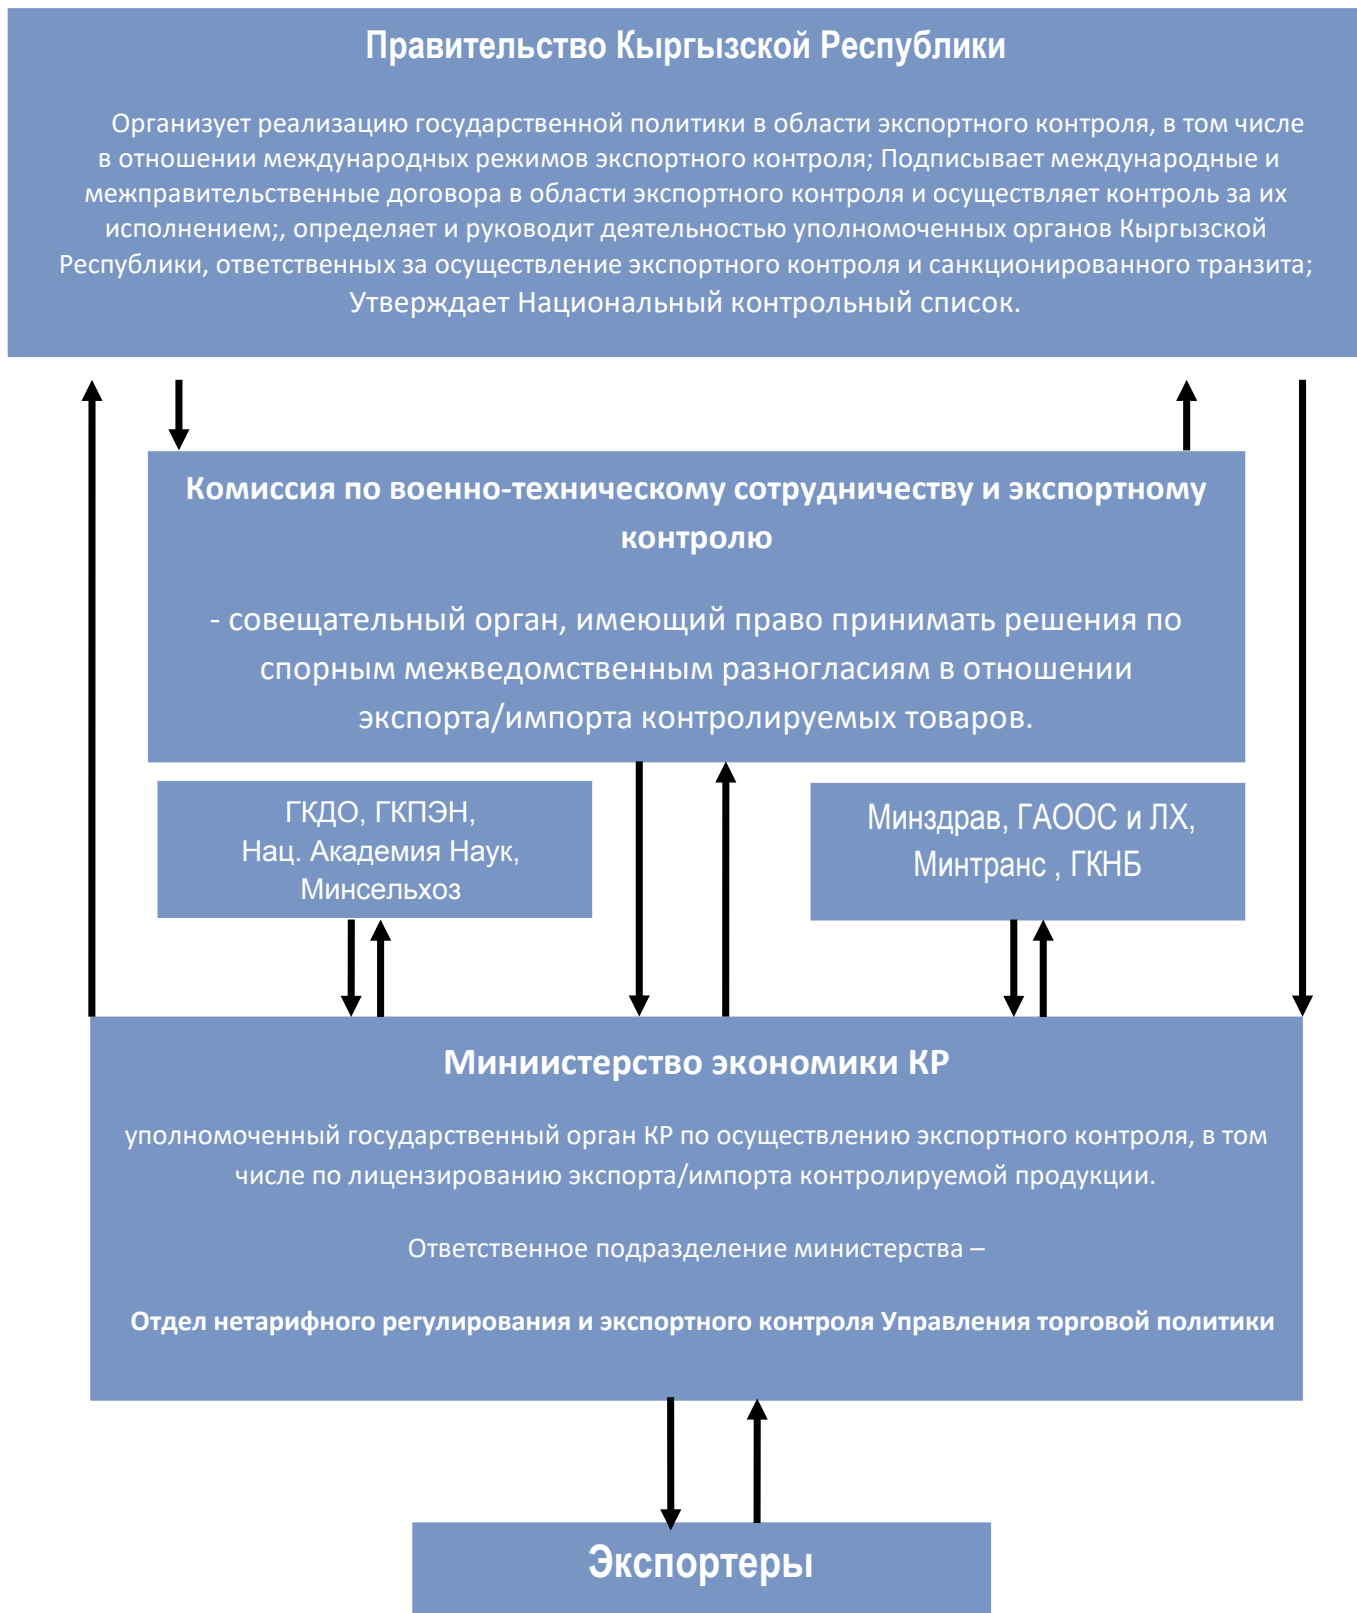 Правительство Кыргызской Республики
Организует реализацию государственной политики в области экспортного контроля, в том числе
в отношении международных режимов экспортного контроля; Подписывает международные и
межправительственные договора в области экспортного контроля и осуществляет контроль за их
исполнением;, определяет и руководит деятельностью уполномоченных органов Кыргызской
Республики, ответственных за осуществление экспортного контроля и санкционированного транзита;
Утверждает Национальный контрольный список.
Комиссия по военно-техническому сотрудничеству и экспортному
контролю
- совещательный орган, имеющий право принимать решения по
спорным межведомственным разногласиям в отношении
экспорта/импорта контролируемых товаров.
ГКДО, ГКПЭН,
Нац. Академия Наук,
Минсельхоз
Минздрав, ГАООС и ЛХ,
Минтранс , ГКНБ
Миниистерство экономики КР
уполномоченный государственный орган КР по осуществлению экспортного контроля, в том
числе по лицензированию экспорта/импорта контролируемой продукции.
Ответственное подразделение министерства –
Отдел нетарифного регулирования и экспортного контроля Управления торговой политики
Экспортеры